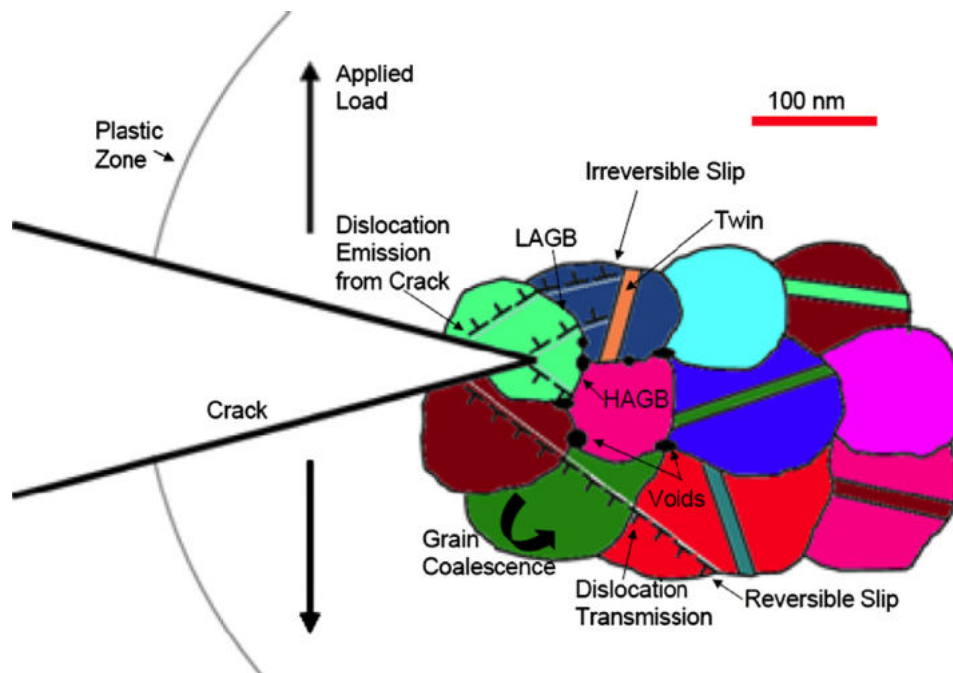 Applied
Load
100 nm
Plastic
Zone
Irreversible Slip
Twin
Dislocation
Emission
from Crack
LAGB
Crack
HAGB
Voids
Grain
Coalescence
Dislocation
Transmission
Reversible Slip